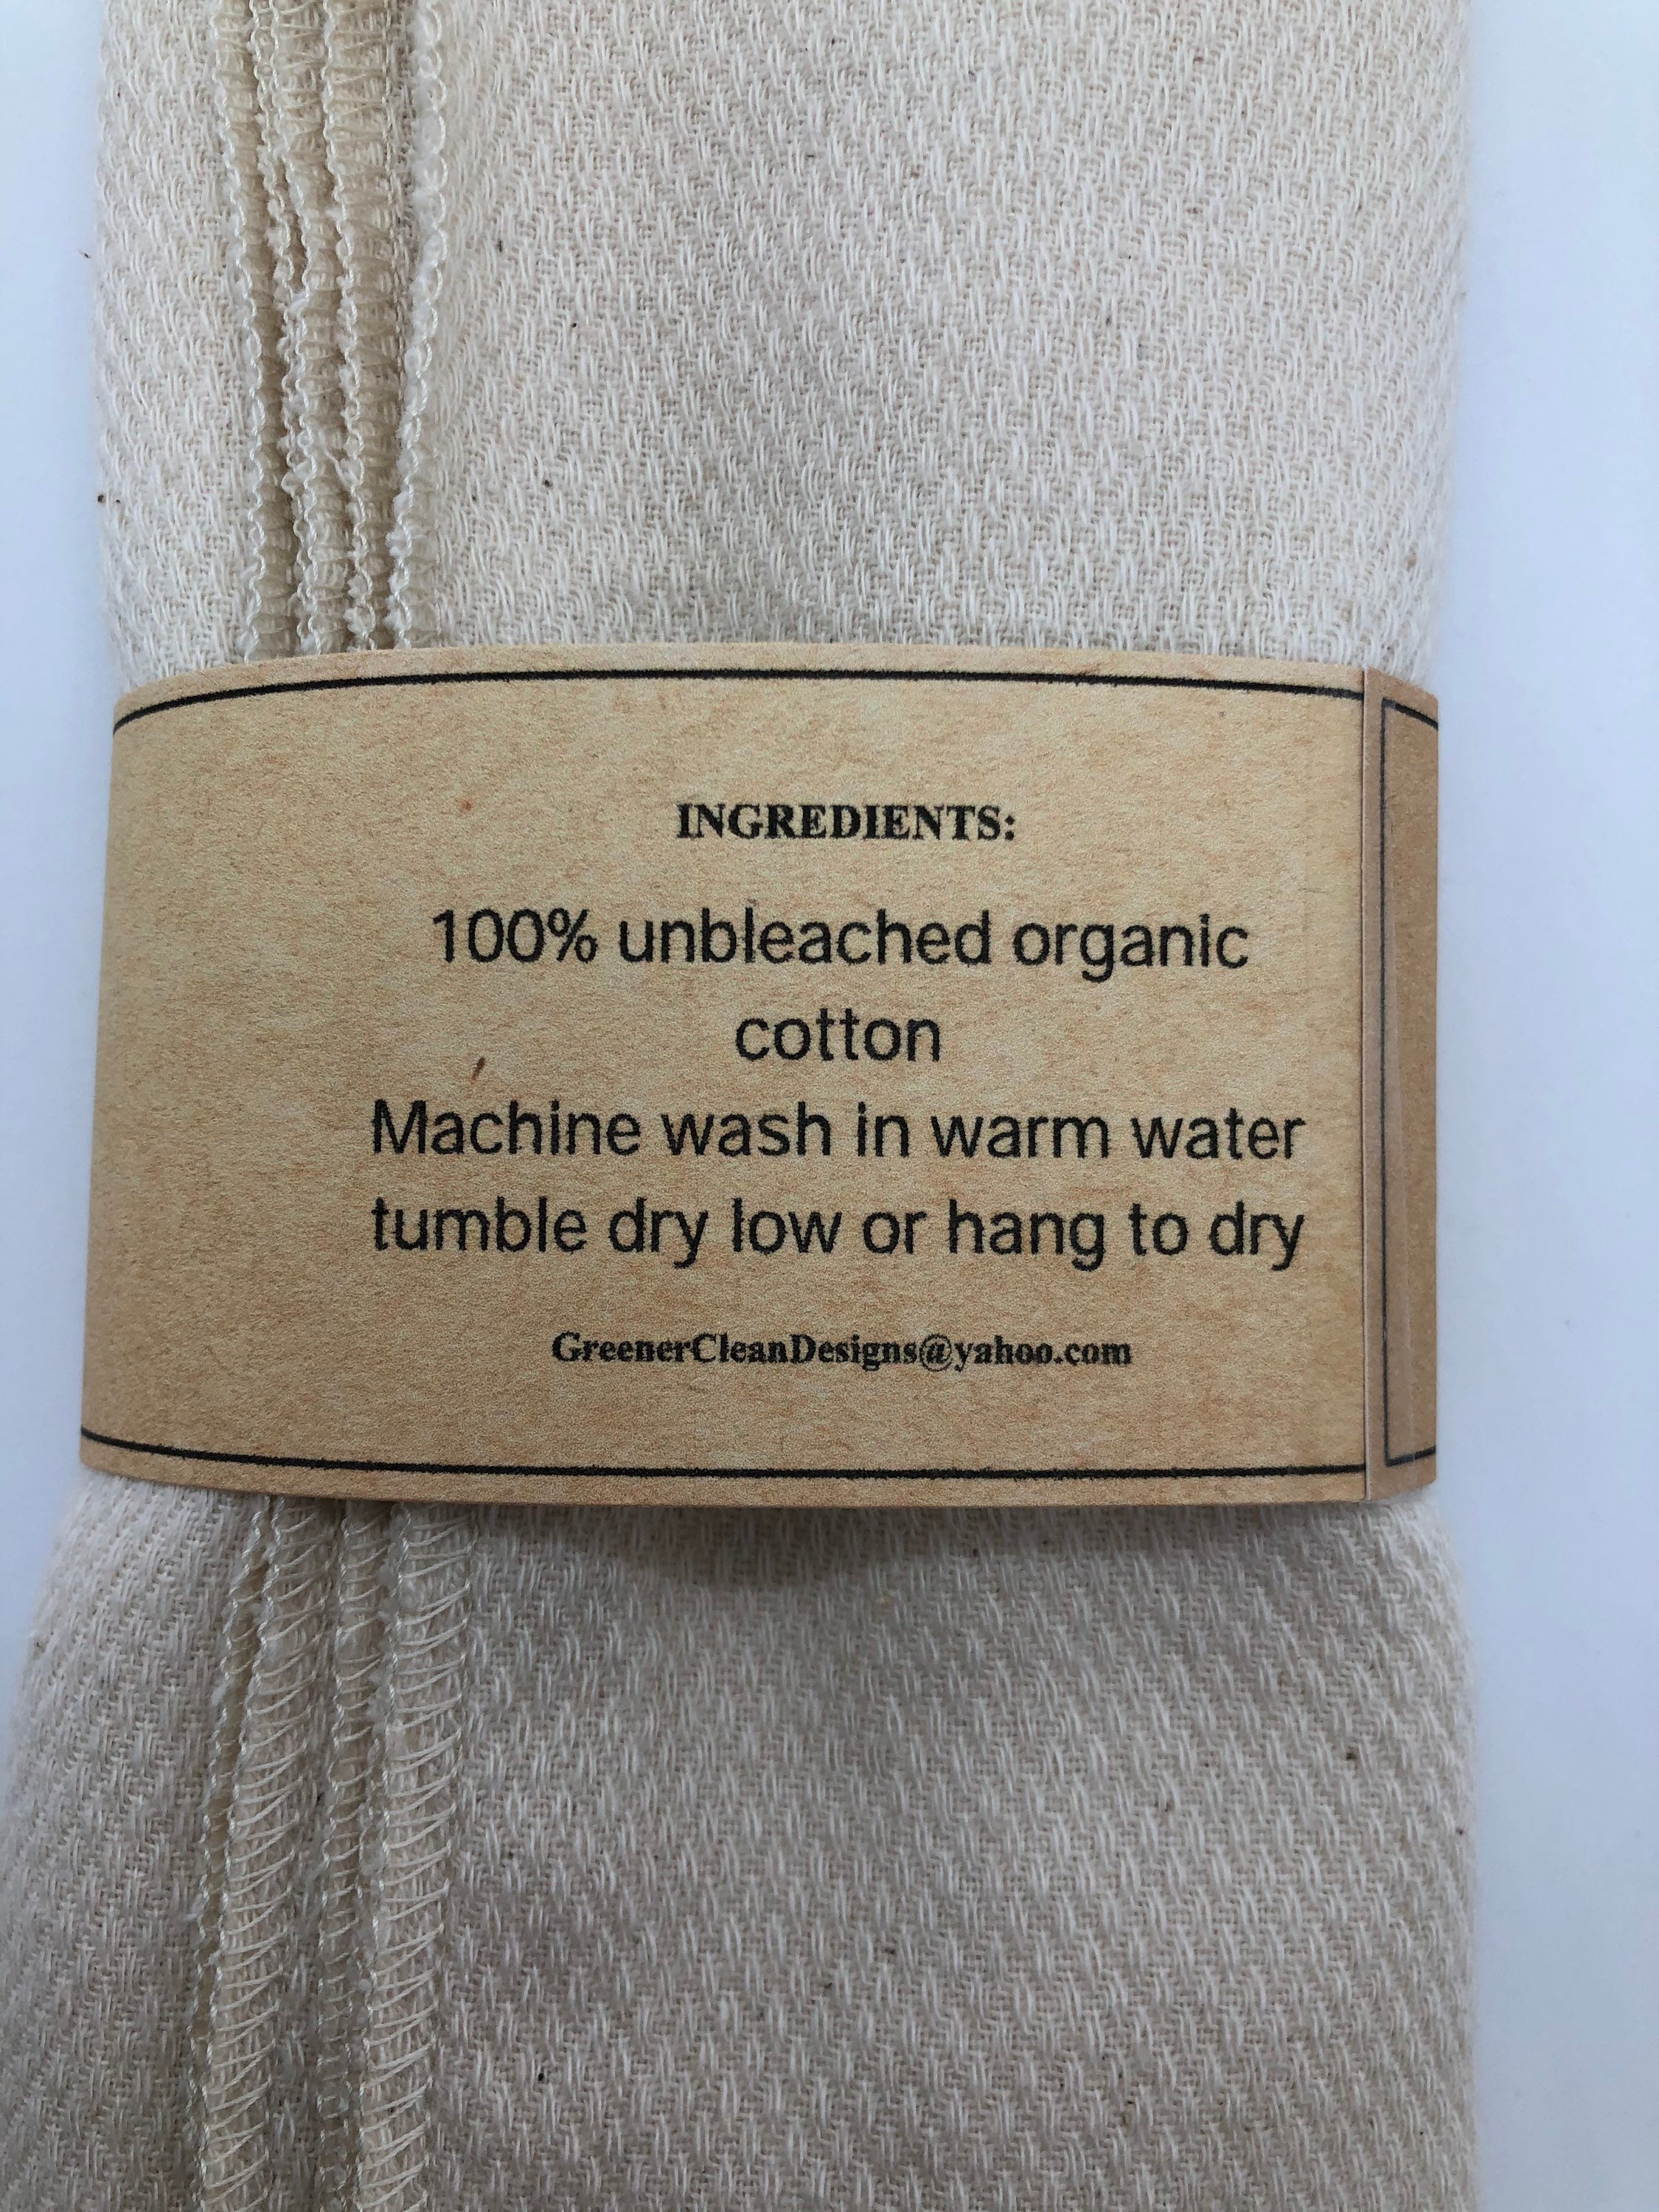 INGREDIENTS:
100% unbleached organic
cotton
Machine wash in warm water
tumble dry low or hang to dry
GreenerCleanDesigns@yahoo.com